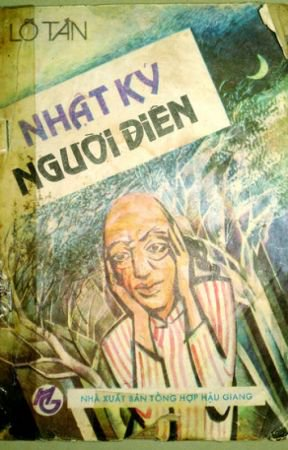 LỖ TẤN
NHẬT KÝ
NGƯỜI ĐIÊN
NHÀ XUẤT BẢN TỔNG HỢP HẬU GIANG